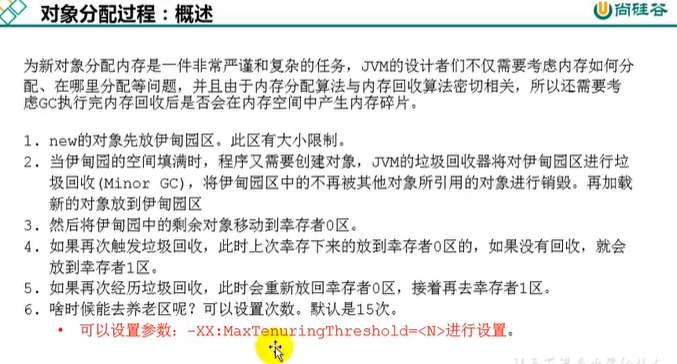 对象分配过程：概述
尚硅谷
为新对象分配内存是一件非常严谨和复杂的任务，JVM的设计者们不仅需要考虑内存如何分
配、在哪里分配等问题，并且由于内存分配算法与内存回收算法密切相关，所以还需要考
虑GC执行完内存回收后是否会在内存空间中产生内存碎片。
1．new的对象先放伊甸园区。此区有大小限制。
2．当伊甸园的空间填满时，程序又需要创建对象，JVM的垃圾回收器将对伊甸园区进行垃
圾回收(Minor GC)，将伊甸园区中的不再被其他对象所引用的对象进行销毁。再加载
新的对象放到伊甸园区
3．然后将伊甸园中的剩余对象移动到幸存者0区。
4．如果再次触发垃圾回收，此时上次幸存下来的放到幸存者0区的，如果没有回收，就会
放到幸存者1区。
5．如果再次经历垃圾回收，此时会重新放回幸存者0区，接着再去幸存者1区。
6．啥时候能去养老区呢？可以设置次数。默认是15次。
• 可以设置参数：-XX:MaxTenuringThreshold=<N>进行设置。